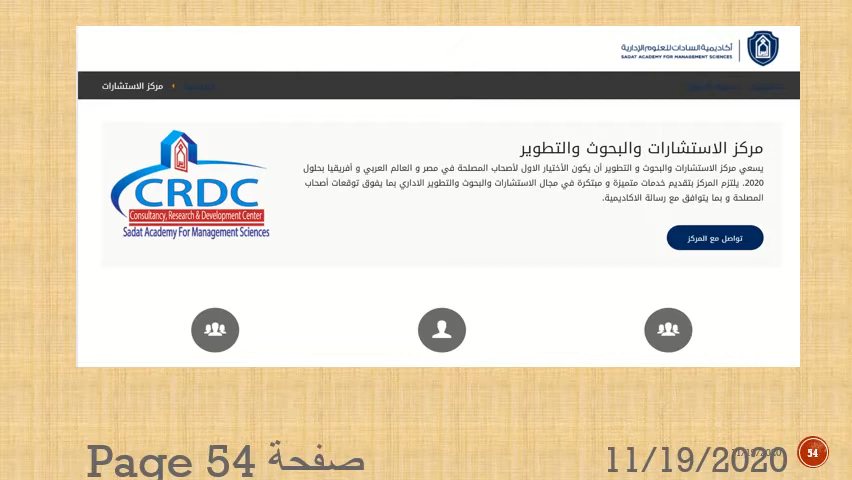 أكاديمية السادات للعلوم الإدارية
SADAT ACADEMY FOR MANAGEMENT SCIENCES
مركز الاستشارات
مركز الاستشارات والبحوث والتطوير
يسعي مركز الاستشارات والبحوث و التطوير أن يكون الأختيار الاول لأصحاب المصلحة في مصر و العالم العربي و أفريقيا بحلول
2020. يلتزم المركز بتقديم خدمات متميزة و مبتكرة في مجال الاستشارات والبحوث والتطوير الاداري بما يفوق توقعات أصحاب
المصلحة و بما يتوافق مع رسالة الاكاديمية.
تواصل مع المركز
CRDC
Consultancy, Research & Development Center
Sadat Academy For Management Sciences
Page 54 صفحة
11/19/2020
11/19/2020
54